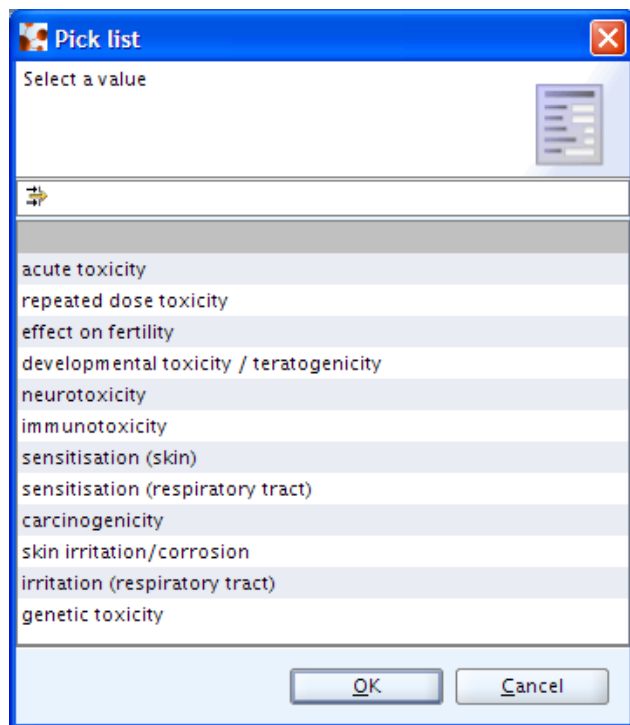 Pick list
Select a value
acute toxicity
repeated dose toxicity
effect on fertility
developmental toxicity / teratogenicity
neurotoxicity
immunotoxicity
sensitisation (skin)
sensitisation (respiratory tract)
carcinogenicity
skin irritation/corrosion
irritation (respiratory tract)
genetic toxicity
OK Cancel